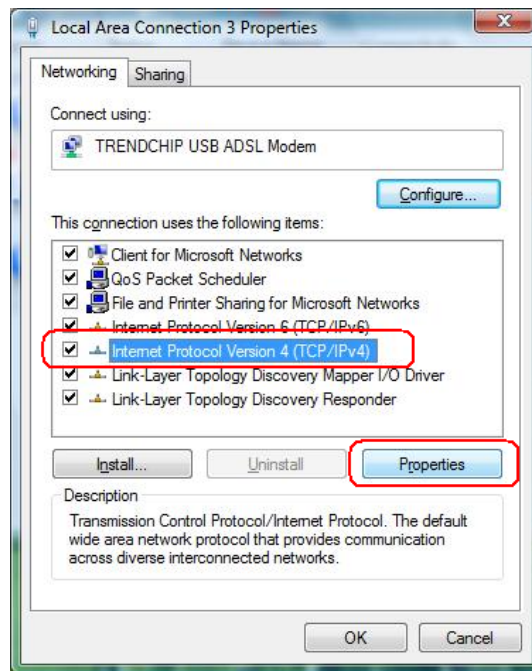 Local Area Connection 3 Properties
Networking
Sharing
Connect using:
TRENDCHIP USB ADSL Modem
Configure...
This connection uses the following items:
Client for Microsoft Networks
QoS Packet Scheduler
File and Printer Sharing for Microsoft Networks
Internet Protocol Version 6 (TCP/IPv6)
Internet Protocol Version 4 (TCP/IPv4)
Link-Layer Topology Discovery Mapper I/O Driver
Link-Layer Topology Discovery Responder
Install...
Uninstall
Properties
Description
Transmission Control Protocol/Internet Protocol. The default
wide area network protocol that provides communication
across diverse interconnected networks.
OK
Cancel